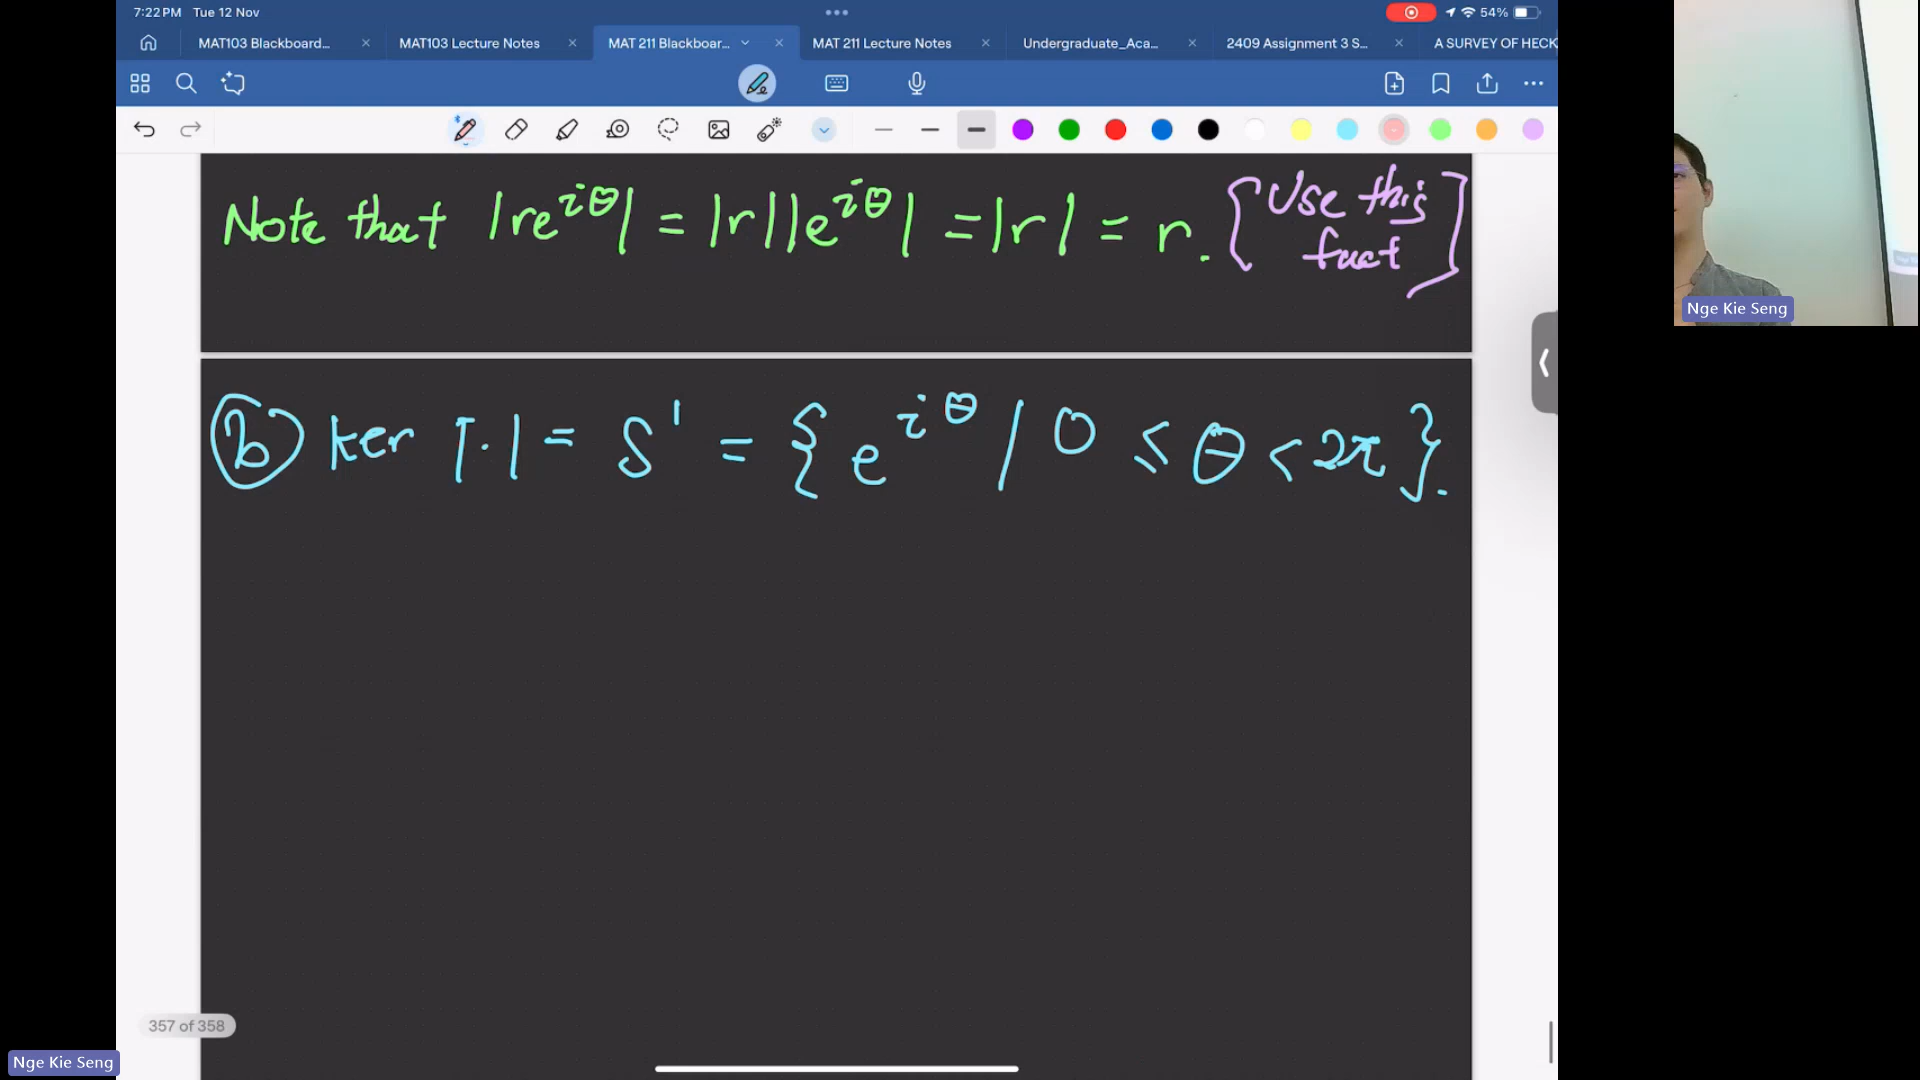 7:22 PM Tue 12 Nov
54%
MAT103 Blackboard...
MAT103 Lecture Notes
MAT 211 Blackboar...
MAT 211 Lecture Notes
Undergraduate_Aca...
2409 Assignment 3 S...
A SURVEY OF HECK
Note that |re^{iθ}| = |r||e^{iθ}| = |r| = r. [Use this fact]
ⓑ ker |·| = S^1 = {e^{iθ} | 0 ≤ θ < 2π}.
357 of 358
Nge Kie Seng
Nge Kie Seng